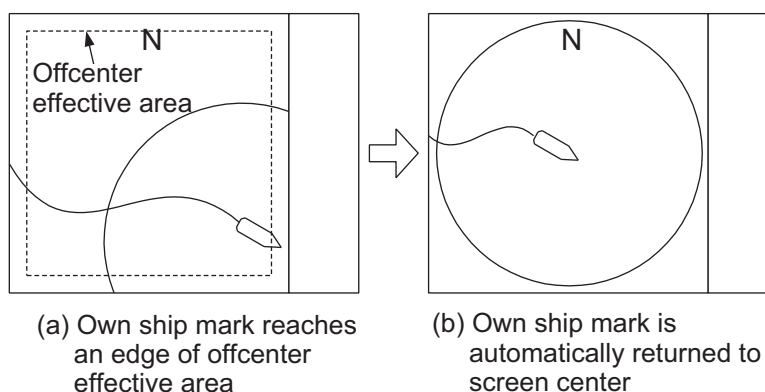 N
Offcenter
effective area
(a) Own ship mark reaches
an edge of offcenter
effective area
N
(b) Own ship mark is
automatically returned to
screen center